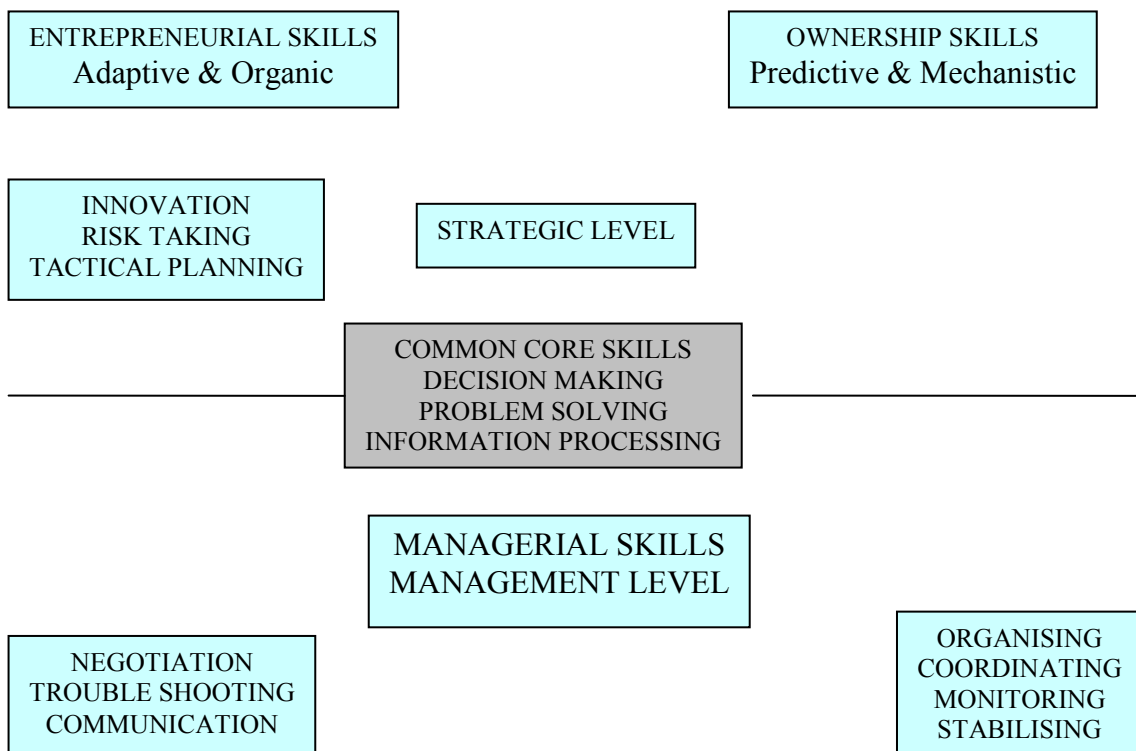 ENTREPRENEURIAL SKILLS
Adaptive & Organic
OWNERSHIP SKILLS
Predictive & Mechanistic
INNOVATION
RISK TAKING
TACTICAL PLANNING
STRATEGIC LEVEL
COMMON CORE SKILLS
DECISION MAKING
PROBLEM SOLVING
INFORMATION PROCESSING
MANAGERIAL SKILLS
MANAGEMENT LEVEL
NEGOTIATION
TROUBLE SHOOTING
COMMUNICATION
ORGANISING
COORDINATING
MONITORING
STABILISING